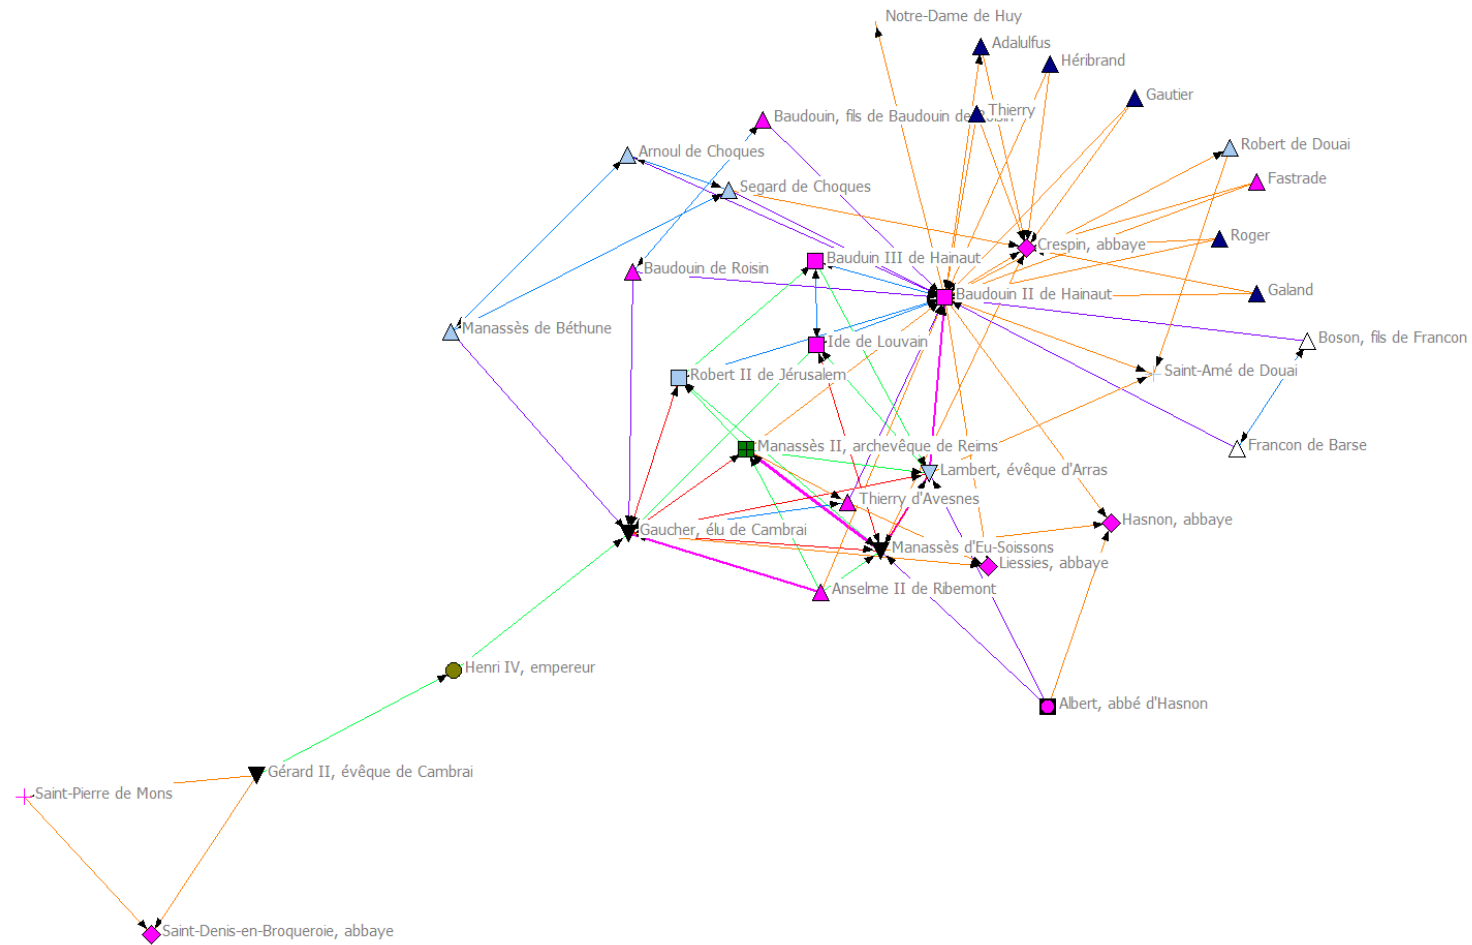 Notre-Dame de Huy
Adalulfus
Héribrand
Gautier
Thierry
Baudouin, fils de Baudouin de Roisin
Robert de Douai
Arnoul de Choques
Fastrade
Segard de Choques
Roger
Crespin, abbaye
Bauduin III de Hainaut
Baudouin de Roisin
Baudouin II de Hainaut
Galand
Manassès de Béthune
Boson, fils de Francon
Ide de Louvain
Saint-Amé de Douai
Robert II de Jérusalem
Manassès II, archevêque de Reims
Francon de Barse
Lambert, évêque d'Arras
Thierry d'Avesnes
Hasnon, abbaye
Gaucher, élu de Cambrai
Manassès d'Eu-Soissons
Liessies, abbaye
Anselme II de Ribemont
Henri IV, empereur
Albert, abbé d'Hasnon
Gérard II, évêque de Cambrai
Saint-Pierre de Mons
Saint-Denis-en-Broqueroie, abbaye